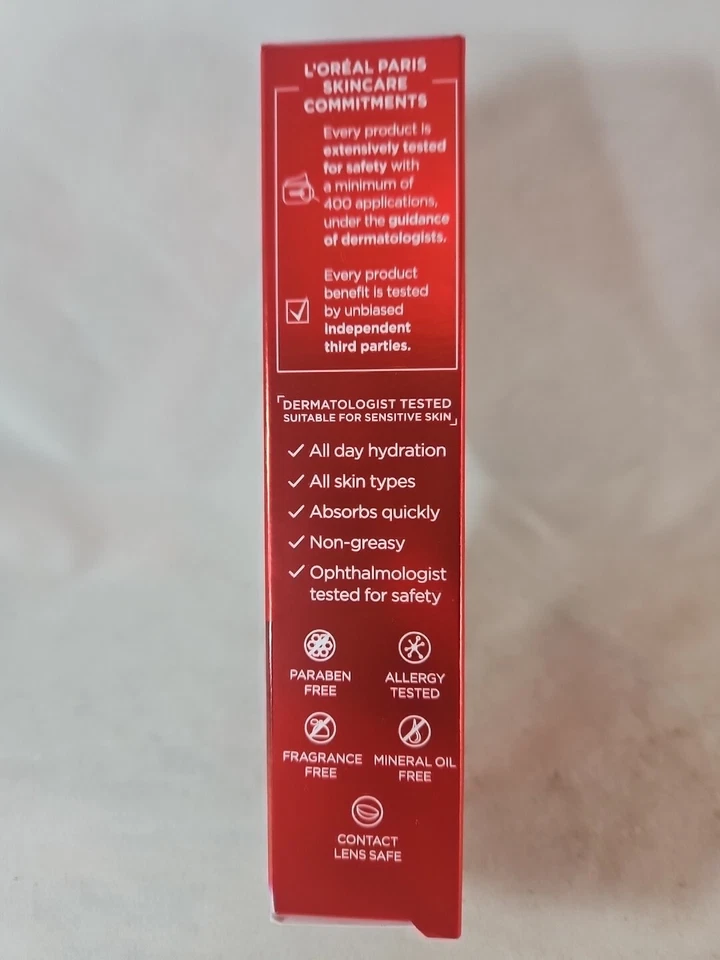 L'ORÉAL PARIS
SKINCARE
COMMITMENTS
Every product is
extensively tested
for safety with
a minimum of
400 applications,
under the guidance
of dermatologists.
Every product
benefit is tested
by unbiased
independent
third parties.
DERMATOLOGIST TESTED
SUITABLE FOR SENSITIVE SKIN
All day hydration
All skin types
Absorbs quickly
Non-greasy
Ophthalmologist
tested for safety
PARABEN
FREE
ALLERGY
TESTED
FRAGRANCE
FREE
MINERAL OIL
FREE
CONTACT
LENS SAFE